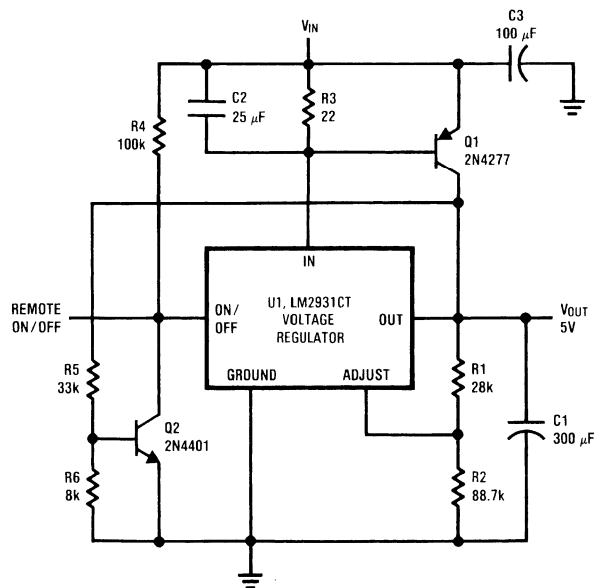 VIN
C3
100 µF
C2
25 µF
R3
22
R4
100k
Q1
2N4277
IN
REMOTE
ON/OFF
ON/
OFF
U1, LM2931CT
VOLTAGE
REGULATOR
OUT
VOUT
5V
GROUND
ADJUST
R5
33k
R1
28k
Q2
2N4401
C1
300 µF
R6
8k
R2
88.7k